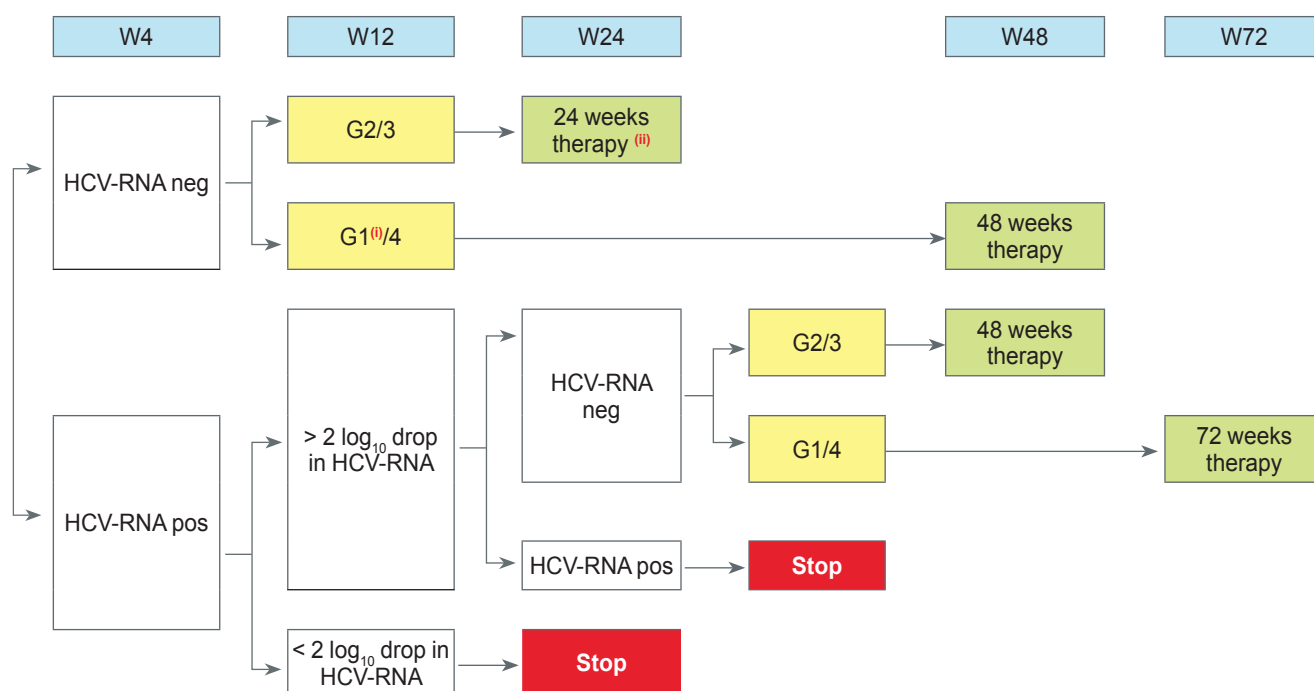 W4
W12
W24
W48
W72
HCV-RNA neg
G2/3
24 weeks
therapy (ii)
G1(i)/4
48 weeks
therapy
HCV-RNA pos
> 2 log10 drop
in HCV-RNA
HCV-RNA
neg
G2/3
48 weeks
therapy
G1/4
72 weeks
therapy
HCV-RNA pos
Stop
< 2 log10 drop in
HCV-RNA
Stop